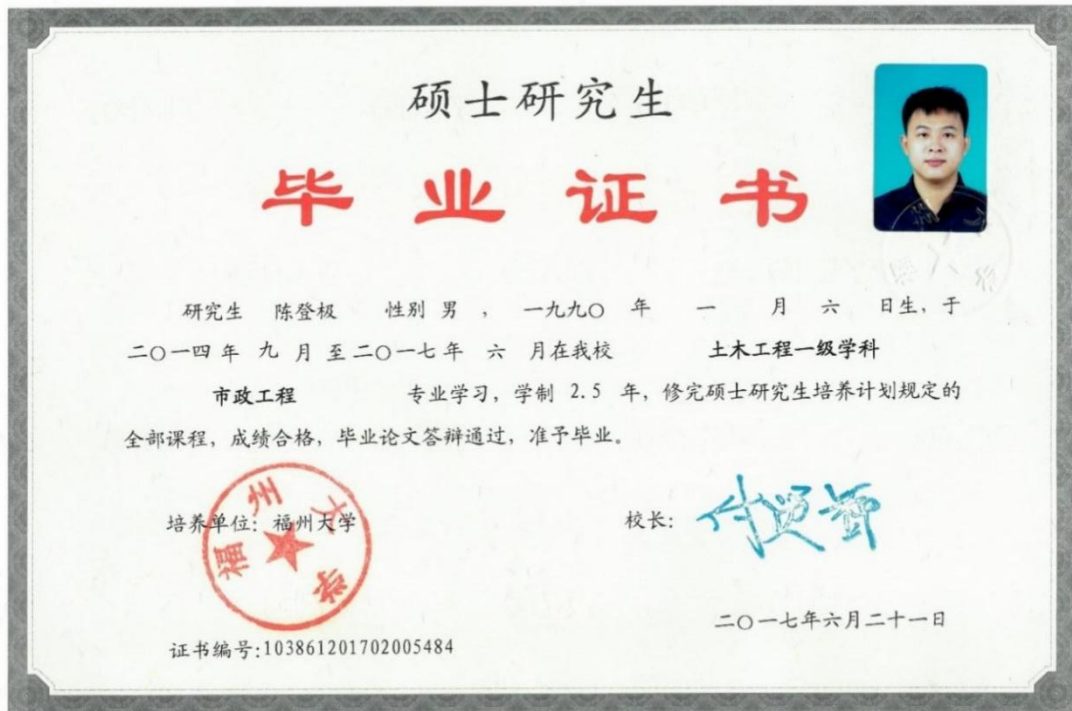 硕士研究生
毕业证书
研究生 陈登极 性别 男 ， 一九九〇 年 一 月 六 日生，于
二〇一四年 九 月 至二〇一七年 六 月在我校 土木工程一级学科
市政工程 专业学习，学制 2.5 年，修完硕士研究生培养计划规定的
全部课程，成绩合格，毕业论文答辩通过，准予毕业。
培养单位：福州大学
校长：
福州大学
二〇一七年六月二十一日
证书编号:103861201702005484